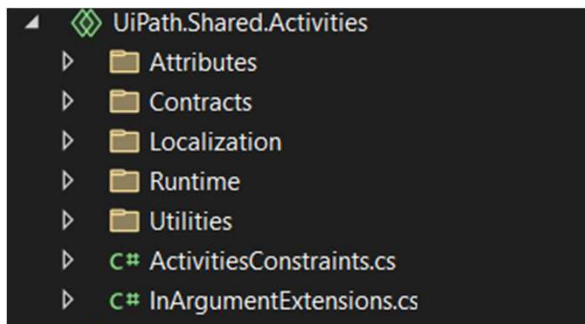 UiPath.Shared.Activities
Attributes
Contracts
Localization
Runtime
Utilities
C# ActivitiesConstraints.cs
C# InArgumentExtensions.cs